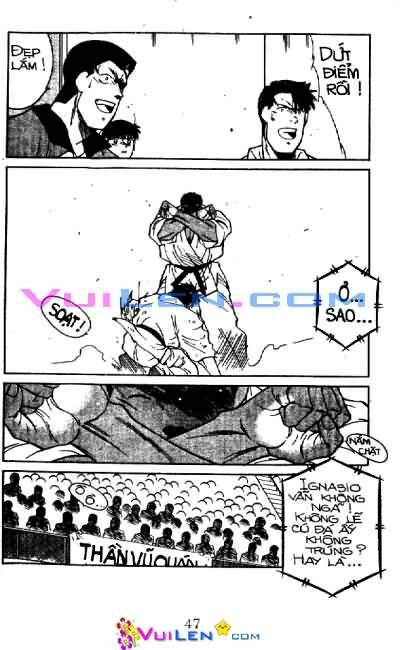 ĐẸP
LẮM !
DỨT
ĐIỂM
RỒI !
VUILEN.COM
SOẠT!
Ơ...
SAO...
NẮM
CHẶT
IGNASIO
VẪN KHÔNG
NGÃ !
KHÔNG LẼ
CÚ ĐÁ ẤY
KHÔNG
TRÚNG ?
HAY LÀ...
Ồ Ồ
THẦN VŨ QUÁN
47
VUILEN.COM